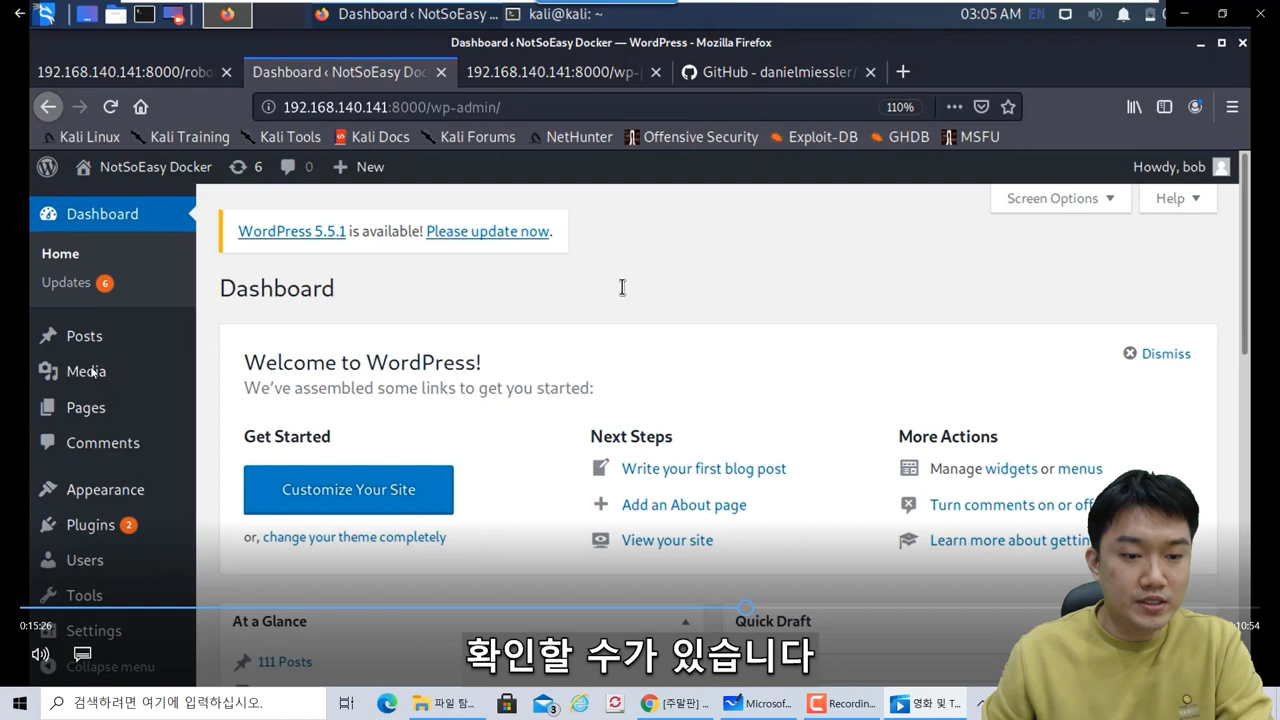 Dashboard ‹ NotSoEasy ...
kali@kali: ~
03:05 AM
EN
Dashboard ‹ NotSoEasy Docker — WordPress - Mozilla Firefox
192.168.140.141:8000/robo
Dashboard ‹ NotSoEasy Doc
192.168.140.141:8000/wp-
GitHub - danielmiessler/
192.168.140.141:8000/wp-admin/
110%
Kali Linux
Kali Training
Kali Tools
Kali Docs
Kali Forums
NetHunter
Offensive Security
Exploit-DB
GHDB
MSFU
NotSoEasy Docker
6
0
New
Howdy, bob
Dashboard
Home
Updates 6
Posts
Media
Pages
Comments
Appearance
Plugins 2
Users
Tools
Settings
Collapse menu
Screen Options
Help
WordPress 5.5.1 is available! Please update now.
Dashboard
Welcome to WordPress!
We've assembled some links to get you started:
Dismiss
Get Started
Customize Your Site
or, change your theme completely
Next Steps
Write your first blog post
Add an About page
View your site
More Actions
Manage widgets or menus
Turn comments on or off
Learn more about gettin
At a Glance
111 Posts
Quick Draft
0:15:26
0:10:54
확인할 수가 있습니다
검색하려면 여기에 입력하십시오.
파일 탐...
3
[주말판] ...
Microsof...
Recordin...
영화 및 T...